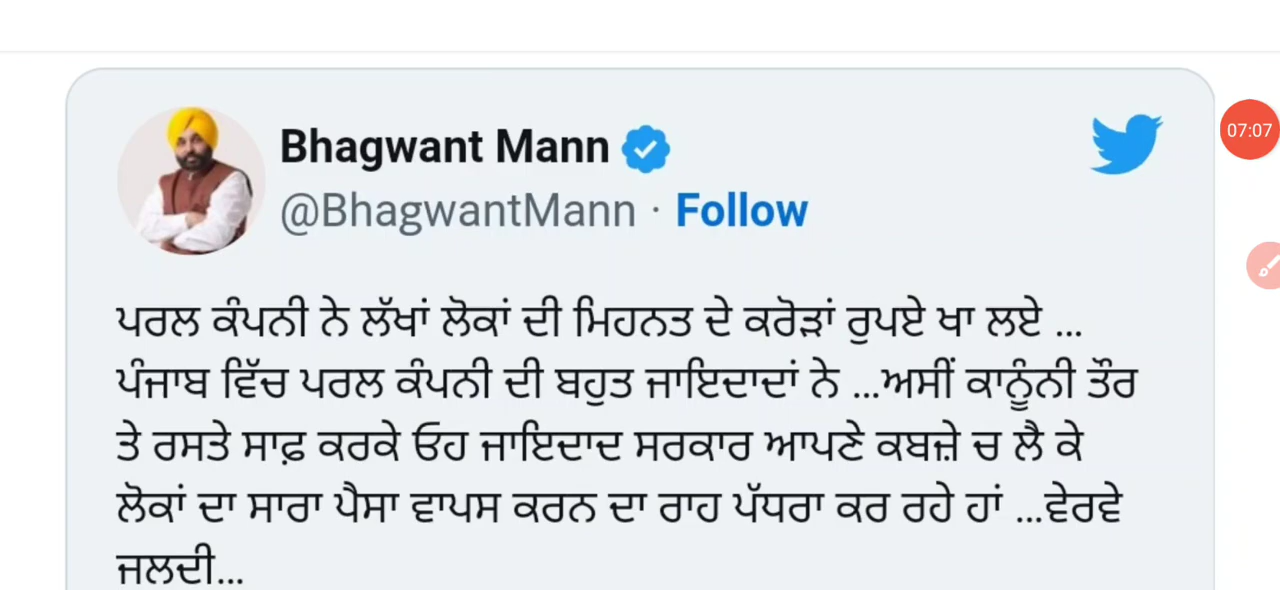 Bhagwant Mann
@BhagwantMann · Follow
07:07
ਪਰਲ ਕੰਪਨੀ ਨੇ ਲੱਖਾਂ ਲੋਕਾਂ ਦੀ ਮਿਹਨਤ ਦੇ ਕਰੋੜਾਂ ਰੁਪਏ ਖਾ ਲਏ ...
ਪੰਜਾਬ ਵਿੱਚ ਪਰਲ ਕੰਪਨੀ ਦੀ ਬਹੁਤ ਜਾਇਦਾਦਾਂ ਨੇ ...ਅਸੀਂ ਕਾਨੂੰਨੀ ਤੌਰ
ਤੇ ਰਸਤੇ ਸਾਫ਼ ਕਰਕੇ ਓਹ ਜਾਇਦਾਦ ਸਰਕਾਰ ਆਪਣੇ ਕਬਜ਼ੇ ਚ ਲੈ ਕੇ
ਲੋਕਾਂ ਦਾ ਸਾਰਾ ਪੈਸਾ ਵਾਪਸ ਕਰਨ ਦਾ ਰਾਹ ਪੱਧਰਾ ਕਰ ਰਹੇ ਹਾਂ ...ਵੇਰਵੇ
ਜਲਦੀ...